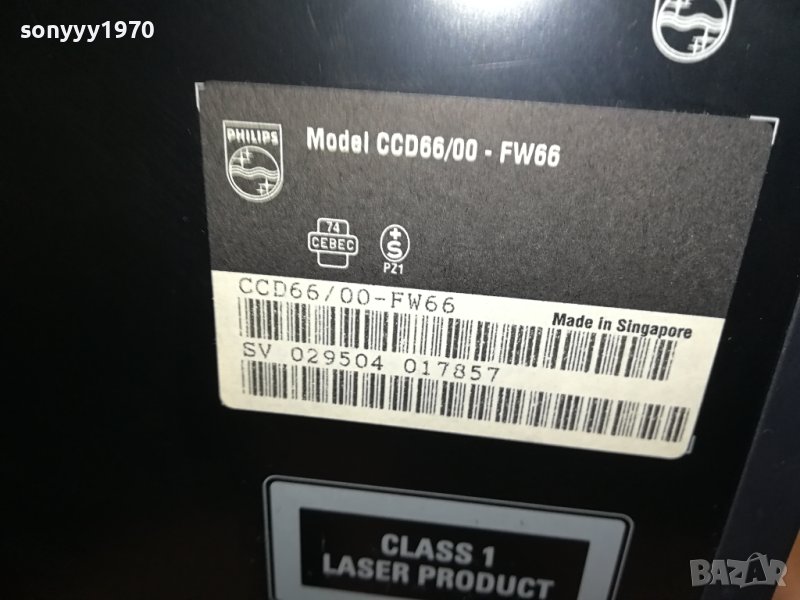 sonyyy1970
PHILIPS
Model CCD66/00 - FW66
74
CEBEC
+
S
PZ1
CCD66/00-FW66
Made in Singapore
SV 029504 017857
CLASS 1
LASER PRODUCT
BAZAR